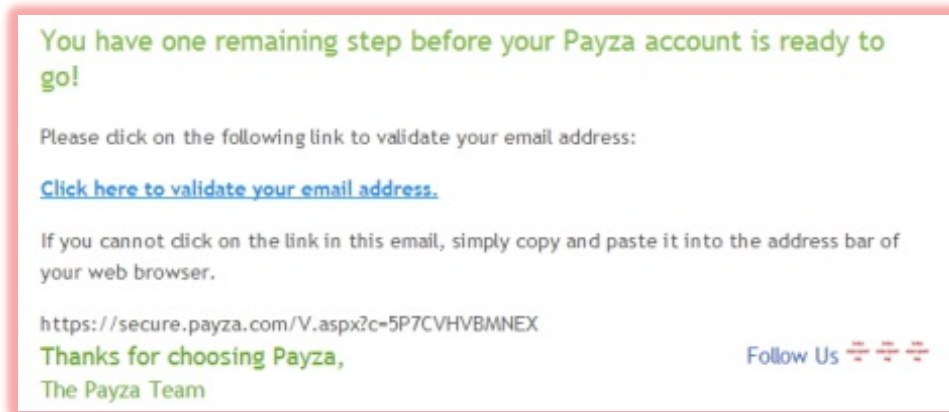 You have one remaining step before your Payza account is ready to
go!
Please click on the following link to validate your email address:
Click here to validate your email address.
If you cannot click on the link in this email, simply copy and paste it into the address bar of
your web browser.
https://secure.payza.com/V.aspx?c=5P7CVHVBMNEX
Thanks for choosing Payza,
Follow Us
The Payza Team